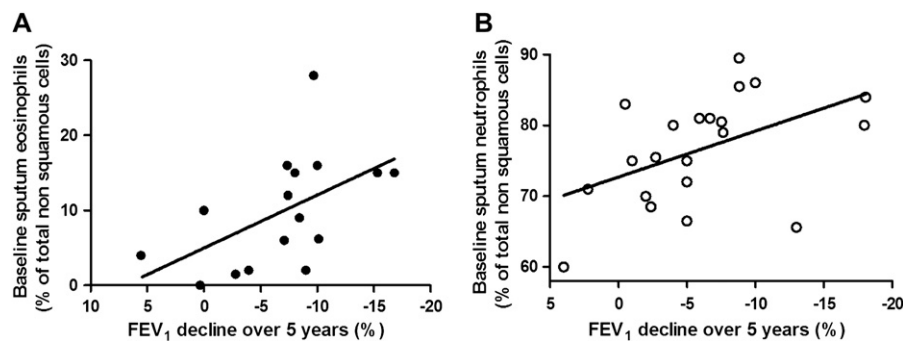 A
Baseline sputum eosinophils
(% of total non squamous cells)
30
20
10
0
10
5
0
-5
-10
-15
-20
FEV1 decline over 5 years (%)
B
Baseline sputum neutrophils
(% of total non squamous cells)
90
80
70
60
5
0
-5
-10
-15
-20
FEV1 decline over 5 years (%)